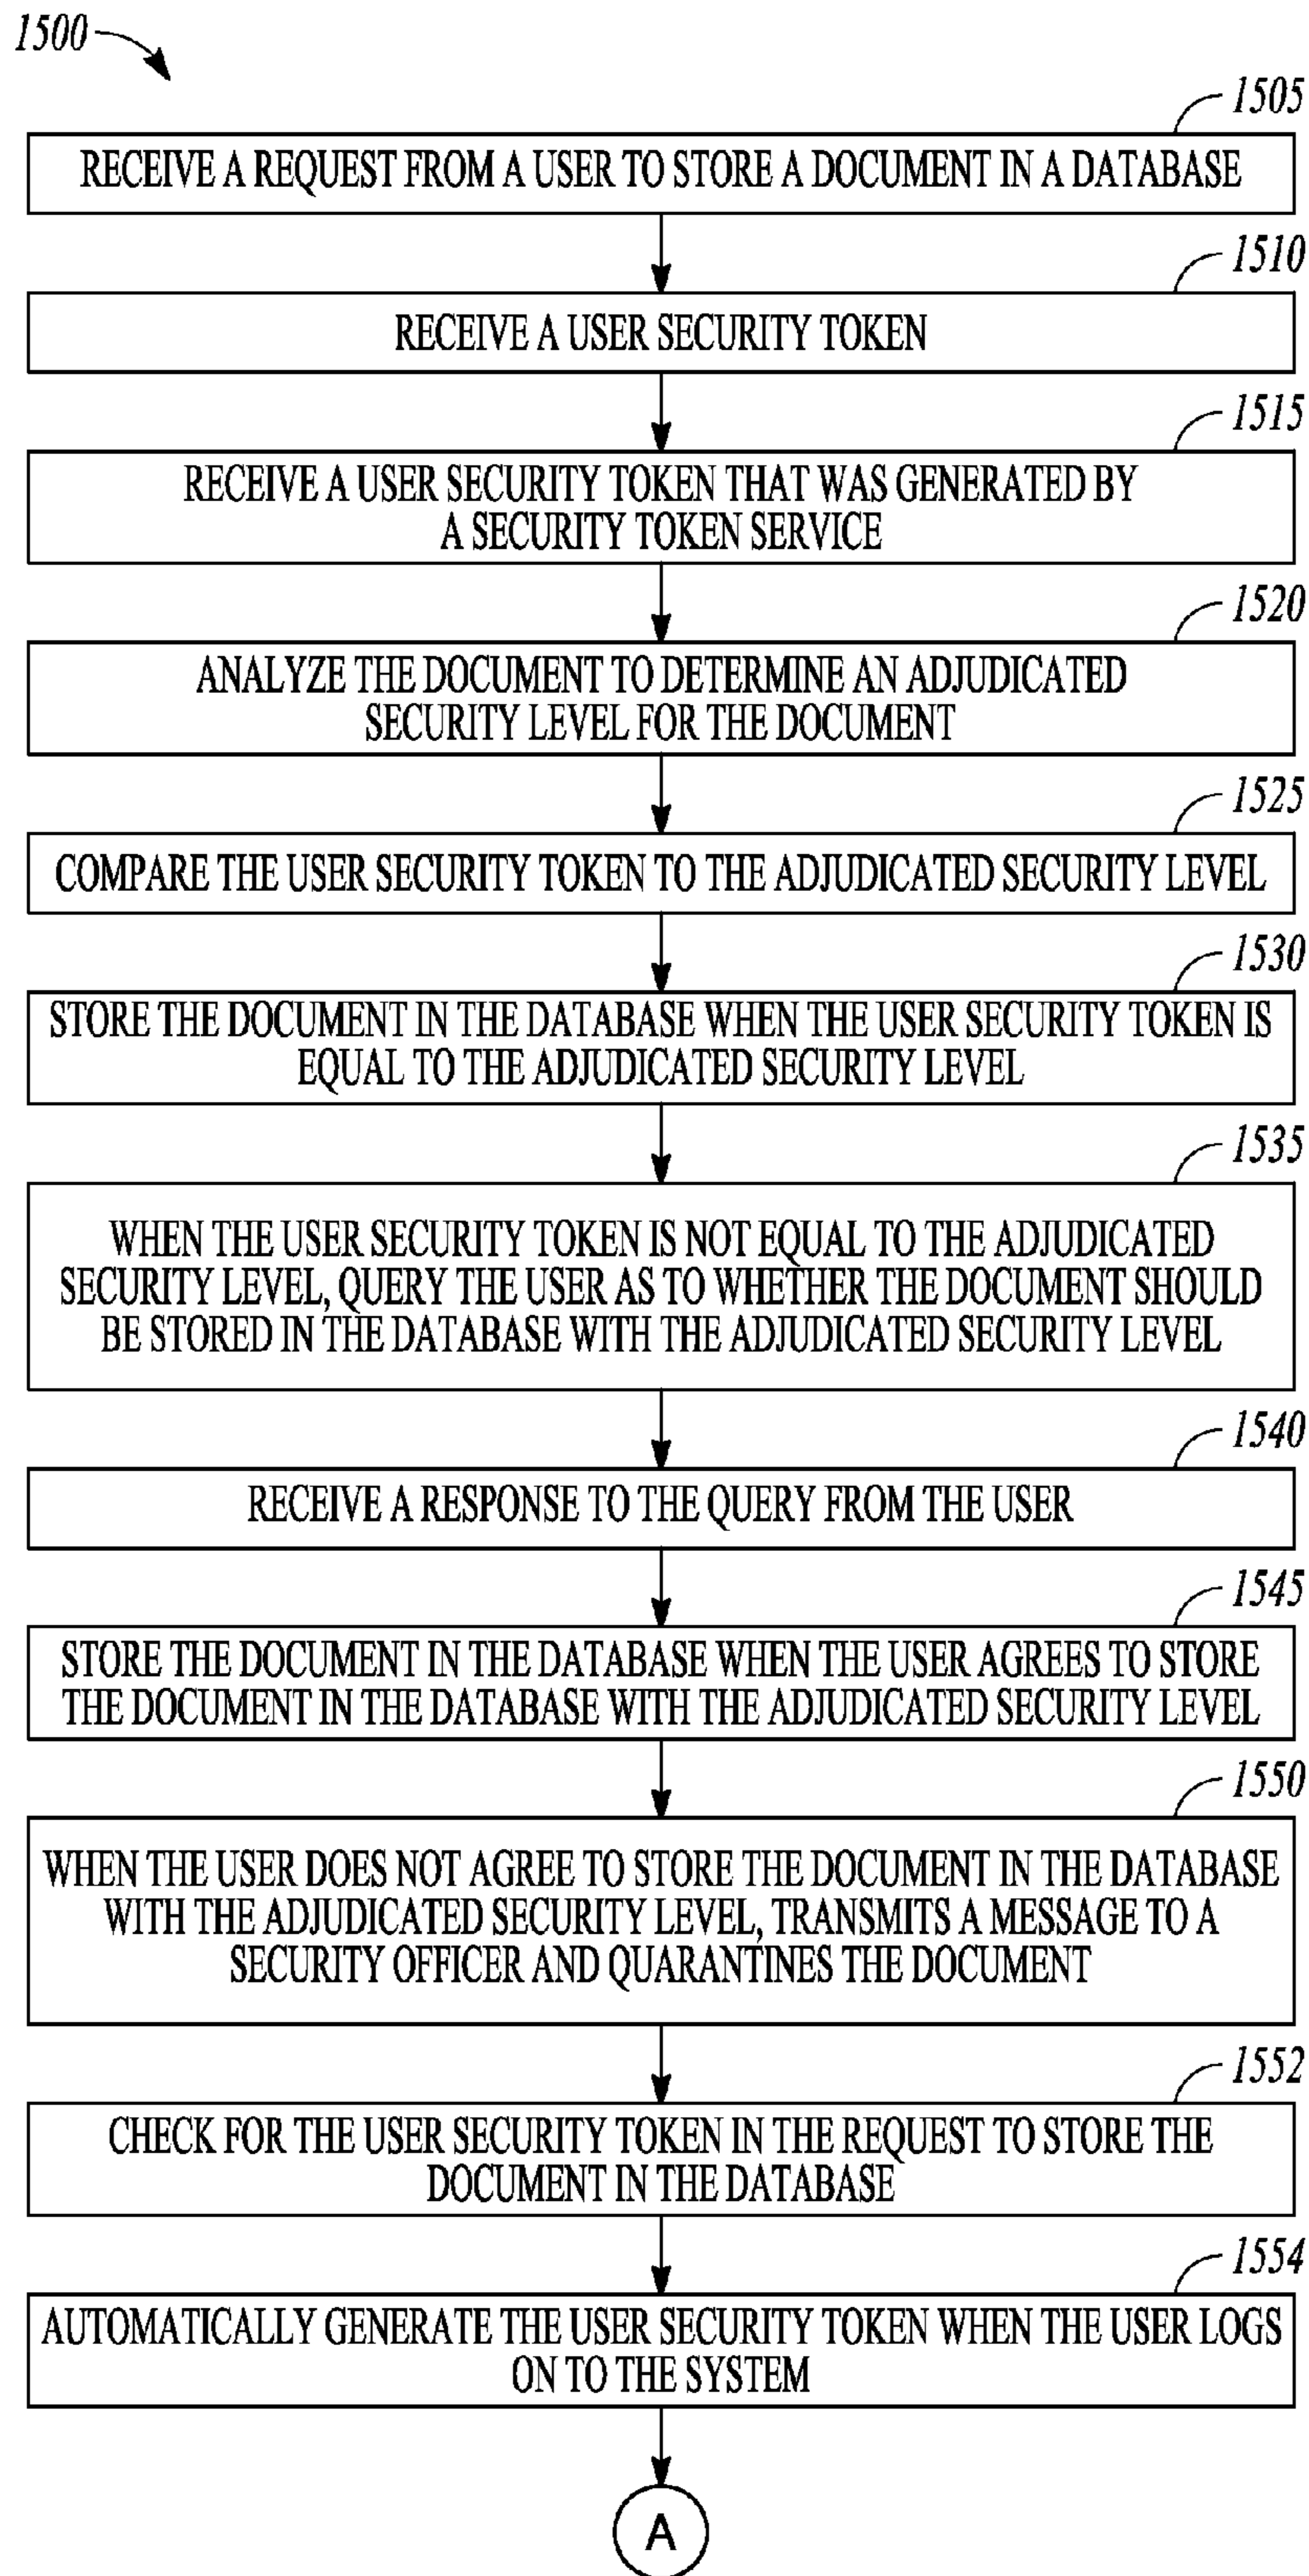 1500
1505
RECEIVE A REQUEST FROM A USER TO STORE A DOCUMENT IN A DATABASE
1510
RECEIVE A USER SECURITY TOKEN
1515
RECEIVE A USER SECURITY TOKEN THAT WAS GENERATED BY
A SECURITY TOKEN SERVICE
1520
ANALYZE THE DOCUMENT TO DETERMINE AN ADJUDICATED
SECURITY LEVEL FOR THE DOCUMENT
1525
COMPARE THE USER SECURITY TOKEN TO THE ADJUDICATED SECURITY LEVEL
1530
STORE THE DOCUMENT IN THE DATABASE WHEN THE USER SECURITY TOKEN IS
EQUAL TO THE ADJUDICATED SECURITY LEVEL
1535
WHEN THE USER SECURITY TOKEN IS NOT EQUAL TO THE ADJUDICATED
SECURITY LEVEL, QUERY THE USER AS TO WHETHER THE DOCUMENT SHOULD
BE STORED IN THE DATABASE WITH THE ADJUDICATED SECURITY LEVEL
1540
RECEIVE A RESPONSE TO THE QUERY FROM THE USER
1545
STORE THE DOCUMENT IN THE DATABASE WHEN THE USER AGREES TO STORE
THE DOCUMENT IN THE DATABASE WITH THE ADJUDICATED SECURITY LEVEL
1550
WHEN THE USER DOES NOT AGREE TO STORE THE DOCUMENT IN THE DATABASE
WITH THE ADJUDICATED SECURITY LEVEL, TRANSMITS A MESSAGE TO A
SECURITY OFFICER AND QUARANTINES THE DOCUMENT
1552
CHECK FOR THE USER SECURITY TOKEN IN THE REQUEST TO STORE THE
DOCUMENT IN THE DATABASE
1554
AUTOMATICALLY GENERATE THE USER SECURITY TOKEN WHEN THE USER LOGS
ON TO THE SYSTEM
A